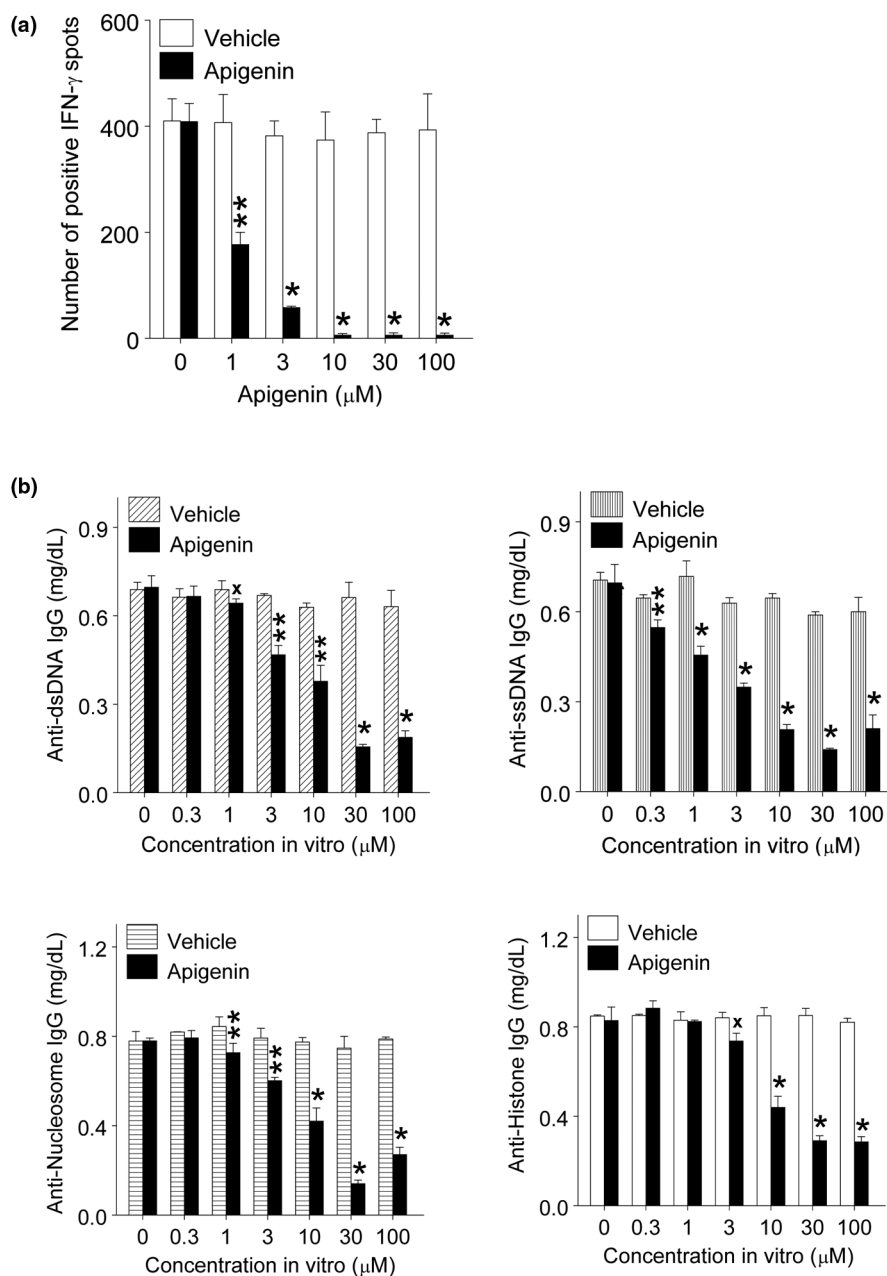 (a)
Number of positive IFN-γ spots
600
400
200
0
Vehicle
Apigenin
**
*
*
*
*
0 1 3 10 30 100
Apigenin (μM)
(b)
Anti-dsDNA IgG (mg/dL)
0.9
0.6
0.3
0.0
Vehicle
Apigenin
x
**
**
*
*
0 0.3 1 3 10 30 100
Concentration in vitro (μM)
Anti-ssDNA IgG (mg/dL)
0.9
0.6
0.3
0.0
Vehicle
Apigenin
**
*
*
*
*
*
0 0.3 1 3 10 30 100
Concentration in vitro (μM)
Anti-Nucleosome IgG (mg/dL)
1.2
0.8
0.4
0.0
Vehicle
Apigenin
**
**
*
*
*
0 0.3 1 3 10 30 100
Concentration in vitro (μM)
Anti-Histone IgG (mg/dL)
1.2
0.8
0.4
0.0
Vehicle
Apigenin
x
*
*
*
0 0.3 1 3 10 30 100
Concentration in vitro (μM)